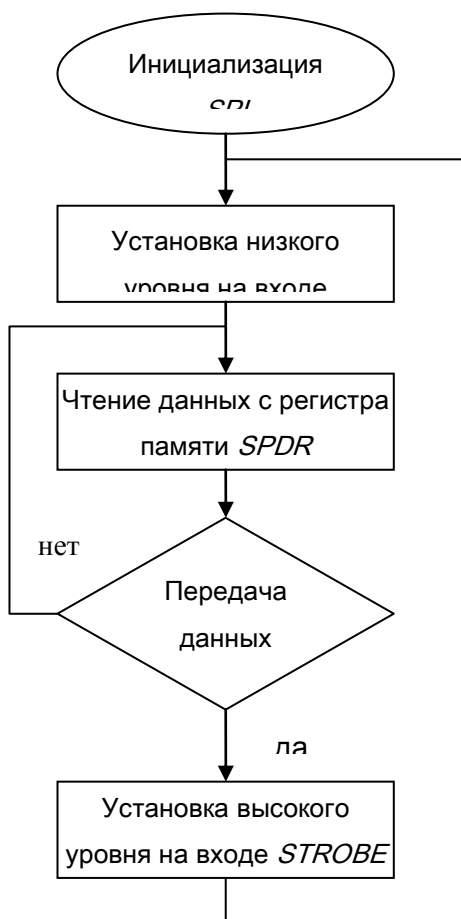 Инициализация
SPI
Установка низкого
уровня на входе
Чтение данных с регистра
памяти SPDR
нет
Передача
данных
да
Установка высокого
уровня на входе STROBE